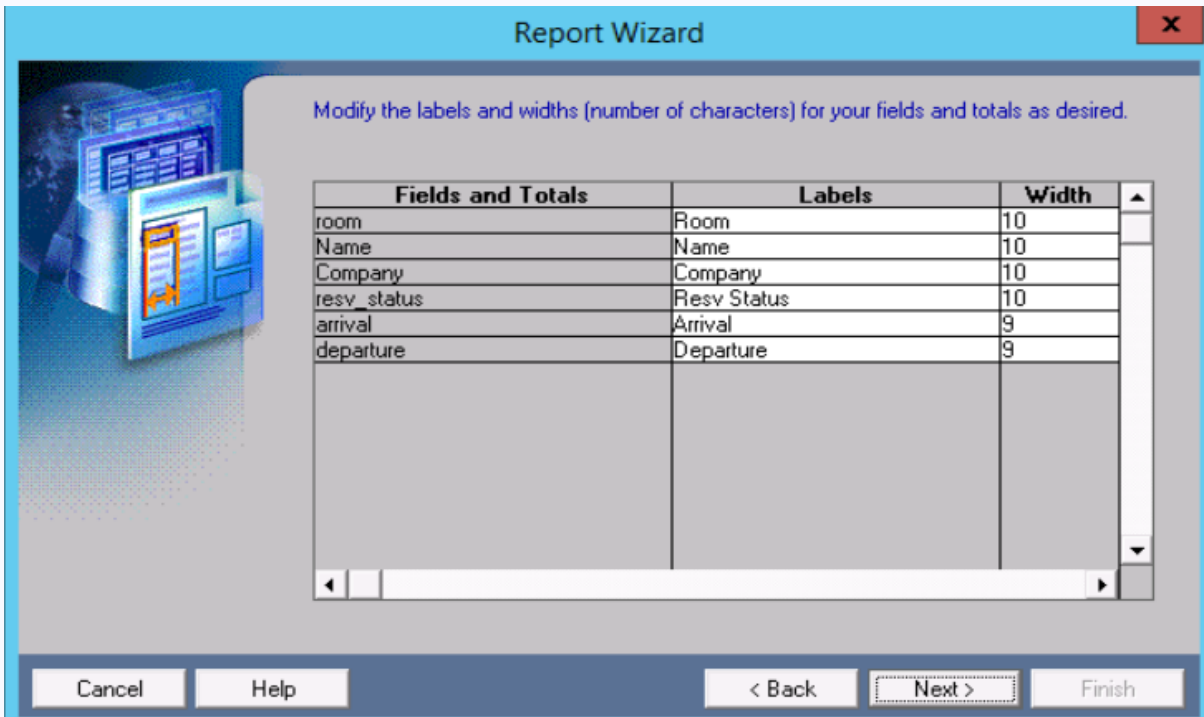 Report Wizard
x
Modify the labels and widths (number of characters) for your fields and totals as desired.
Fields and Totals Labels Width
room Room 10
Name Name 10
Company Company 10
resv_status Resv Status 10
arrival Arrival 9
departure Departure 9
Cancel Help < Back Next > Finish